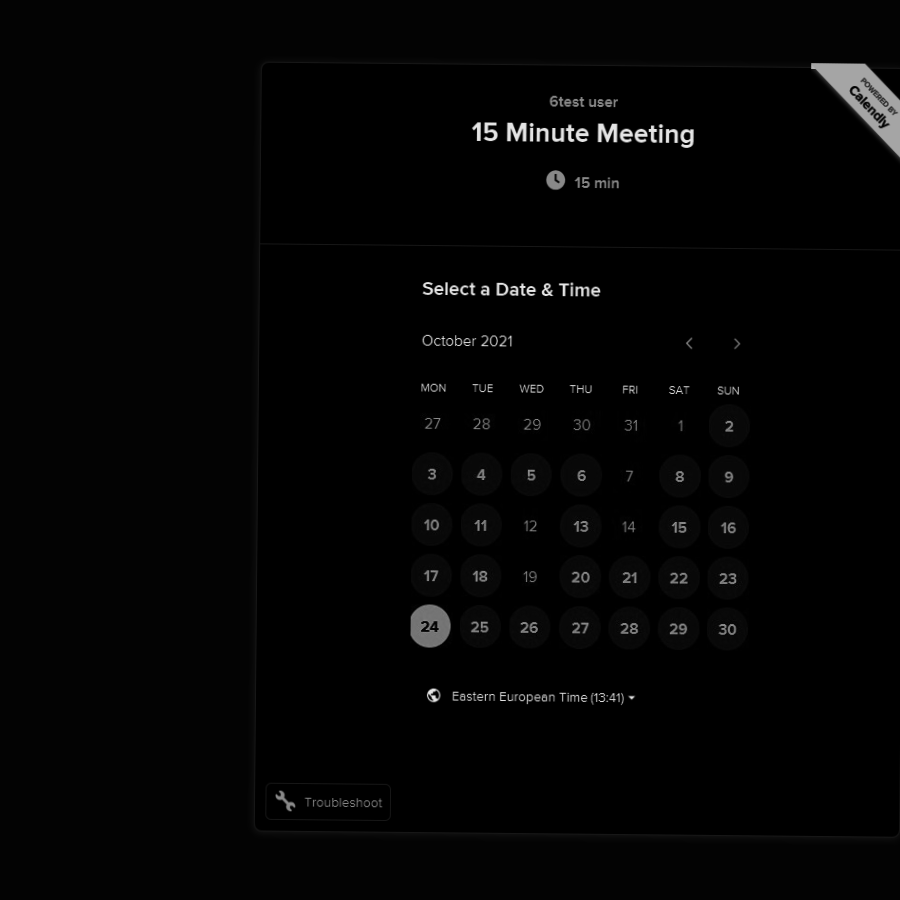 POWERED BY
Calendly
6test user
15 Minute Meeting
15 min
Select a Date & Time
October 2021
MON TUE WED THU FRI SAT SUN
27 28 29 30 31 1 2
3 4 5 6 7 8 9
10 11 12 13 14 15 16
17 18 19 20 21 22 23
24 25 26 27 28 29 30
Eastern European Time (13:41)
Troubleshoot